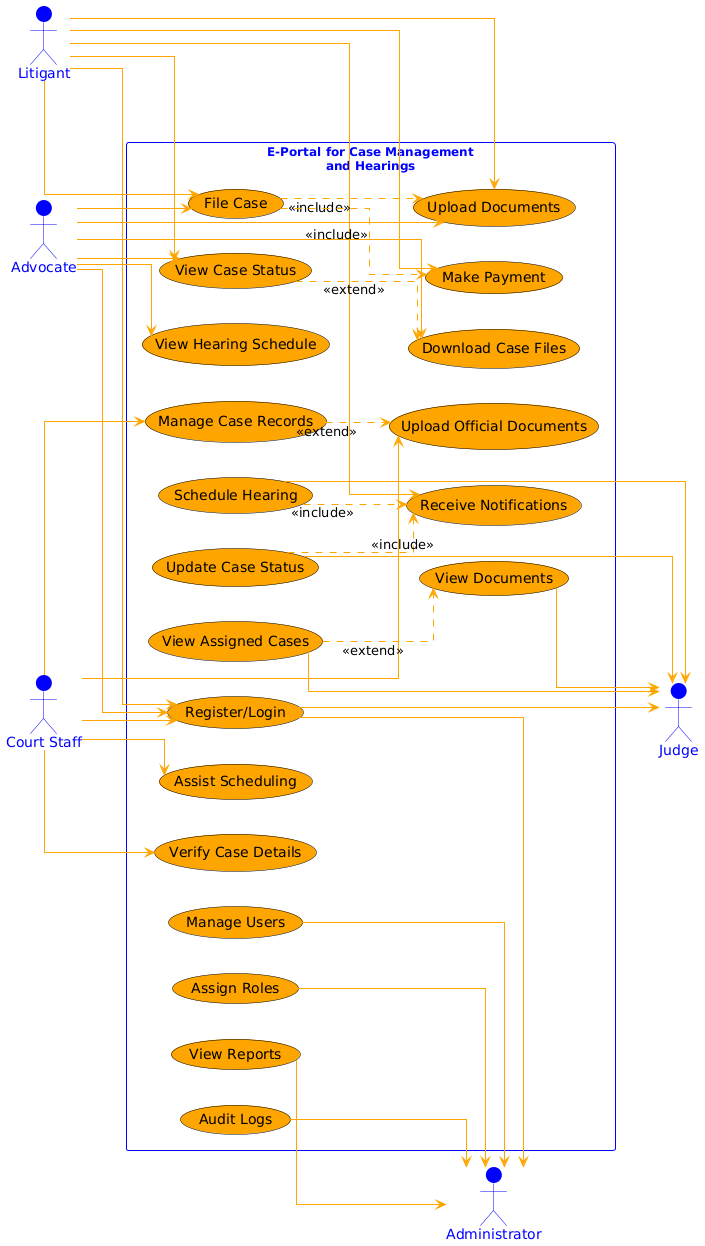 Litigant
E-Portal for Case Management
and Hearings
File Case
«include»
Upload Documents
Advocate
«include»
View Case Status
Make Payment
«extend»
View Hearing Schedule
Download Case Files
Manage Case Records
«extend»
Upload Official Documents
Schedule Hearing
«include»
Receive Notifications
«include»
Update Case Status
View Documents
View Assigned Cases
«extend»
Register/Login
Court Staff
Judge
Assist Scheduling
Verify Case Details
Manage Users
Assign Roles
View Reports
Audit Logs
Administrator